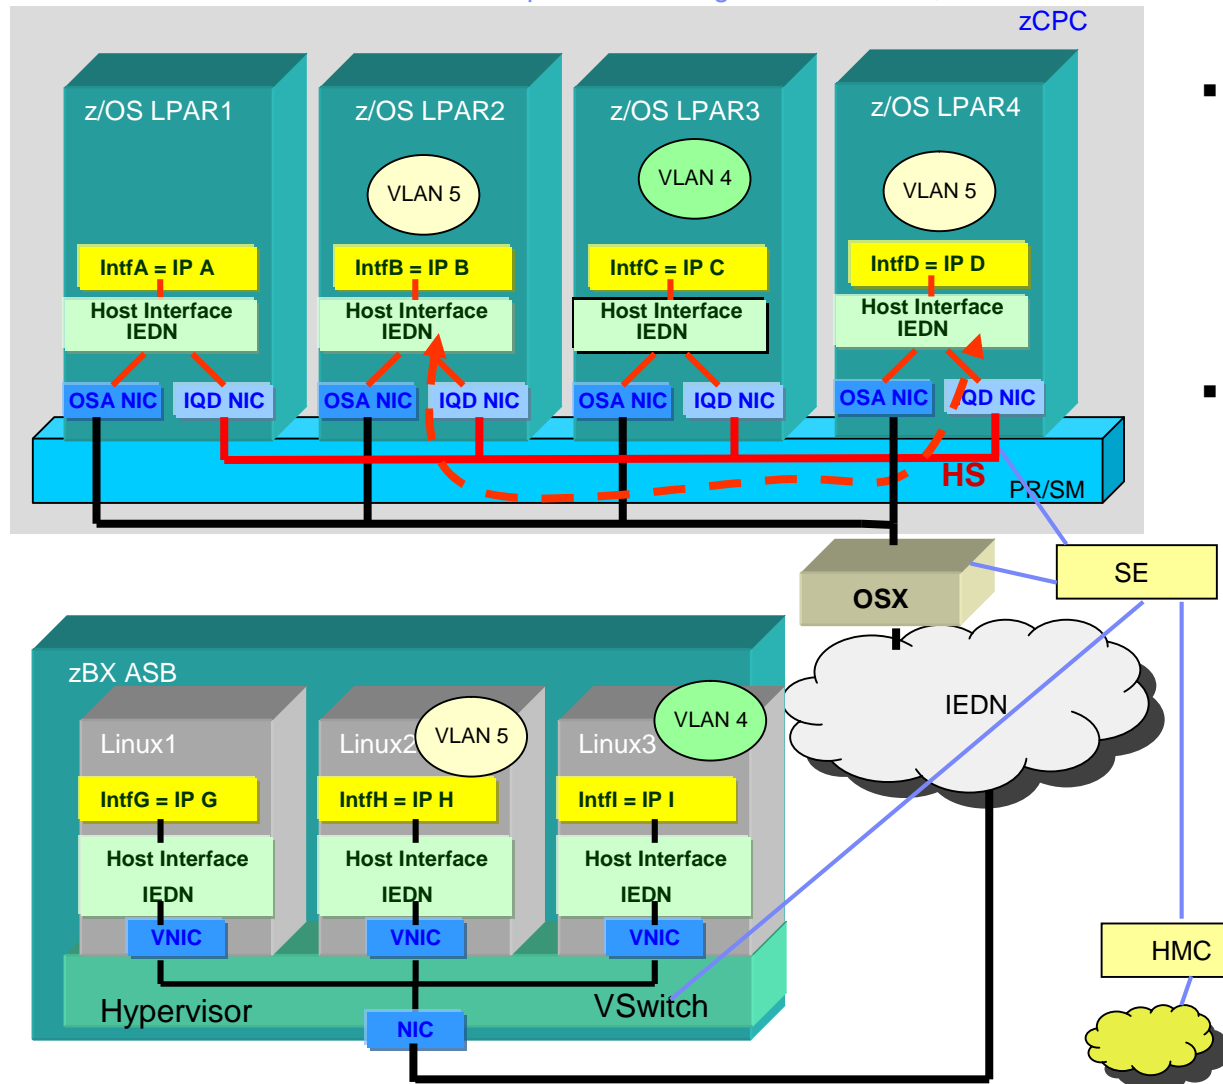 zCPC
z/OS LPAR1
z/OS LPAR2
z/OS LPAR3
z/OS LPAR4
VLAN 5
VLAN 4
VLAN 5
IntfA = IP A
IntfB = IP B
IntfC = IP C
IntfD = IP D
Host Interface
IEDN
Host Interface
IEDN
Host Interface
IEDN
Host Interface
IEDN
OSA NIC
IQD NIC
OSA NIC
IQD NIC
OSA NIC
IQD NIC
OSA NIC
IQD NIC
HS
PR/SM
OSX
SE
IEDN
zBX ASB
Linux1
Linux2
Linux3
VLAN 5
VLAN 4
IntfG = IP G
IntfH = IP H
IntfI = IP I
Host Interface
IEDN
Host Interface
IEDN
Host Interface
IEDN
VNIC
VNIC
VNIC
Hypervisor
VSwitch
NIC
HMC